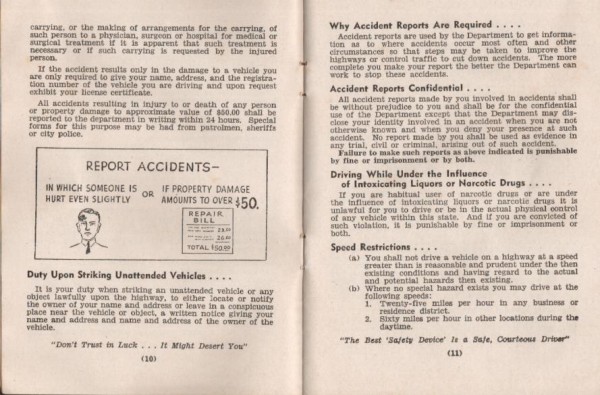 carrying, or the making of arrangements for the carrying, of
such person to a physician, surgeon or hospital for medical or
surgical treatment if it is apparent that such treatment is
necessary or if such carrying is requested by the injured
person.
If the accident results only in the damage to a vehicle you
are only required to give your name, address, and the registra-
tion number of the vehicle you are driving and upon request
exhibit your license certificate.
All accidents resulting in injury to or death of any person
or property damage to approximate value of $50.00 shall be
reported to the department in writing within 24 hours. Special
forms for this purpose may be had from patrolmen, sheriffs
or city police.
REPORT ACCIDENTS—
IN WHICH SOMEONE IS
HURT EVEN SLIGHTLY
OR
IF PROPERTY DAMAGE
AMOUNTS TO OVER $50.
REPAIR
BILL
TOTAL $50.00
Duty Upon Striking Unattended Vehicles . . . .
It is your duty when striking an unattended vehicle or any
object lawfully upon the highway, to either locate or notify
the owner of your name and address or leave in a conspicuous
place near the vehicle or object, a written notice giving your
name and address and name and address of the owner of the
vehicle.
"Don't Trust in Luck . . . It Might Desert You"
(10)
Why Accident Reports Are Required . . . .
Accident reports are used by the Department to get informa-
tion as to where accidents occur most often and other
circumstances so that steps may be taken to improve the
highways or control traffic to cut down accidents. The more
complete you make your report the better the Department can
work to stop these accidents.
Accident Reports Confidential . . . .
All accident reports made by you involved in accidents shall
be without prejudice to you and shall be for the confidential
use of the Department except that the Department may dis-
close your identity involved in an accident when you are not
otherwise known and when you deny your presence at such
accident. No report made by you shall be used as evidence in
any trial, civil or criminal, arising out of such accident.
Failure to make such reports as above indicated is punishable
by fine or imprisonment or by both.
Driving While Under the Influence
of Intoxicating Liquors or Narcotic Drugs . . . .
If you are habitual user of narcotic drugs or are under
the influence of intoxicating liquors or narcotic drugs it is
unlawful for you to drive or be in the actual physical control
of any vehicle within this state. And if you are convicted of
such violation, it is punishable by fine or imprisonment or
both.
Speed Restrictions . . . .
(a) You shall not drive a vehicle on a highway at a speed
greater than is reasonable and prudent under the then
existing conditions and having regard to the actual
and potential hazards then existing.
(b) Where no special hazard exists you may drive at the
following speeds:
1. Twenty-five miles per hour in any business or
residence district.
2. Sixty miles per hour in other locations during the
daytime.
"The Best 'Safety Device' Is a Safe, Courteous Driver"
(11)